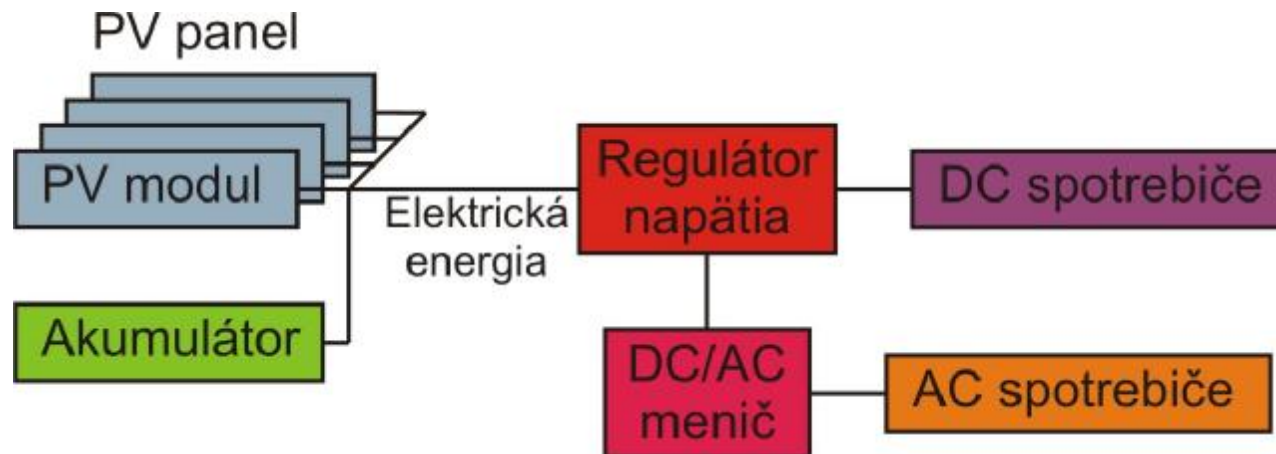 PV panel
PV modul
Elektrická
energia
Akumulátor
Regulátor
napätia
DC spotrebiče
DC/AC
menič
AC spotrebiče